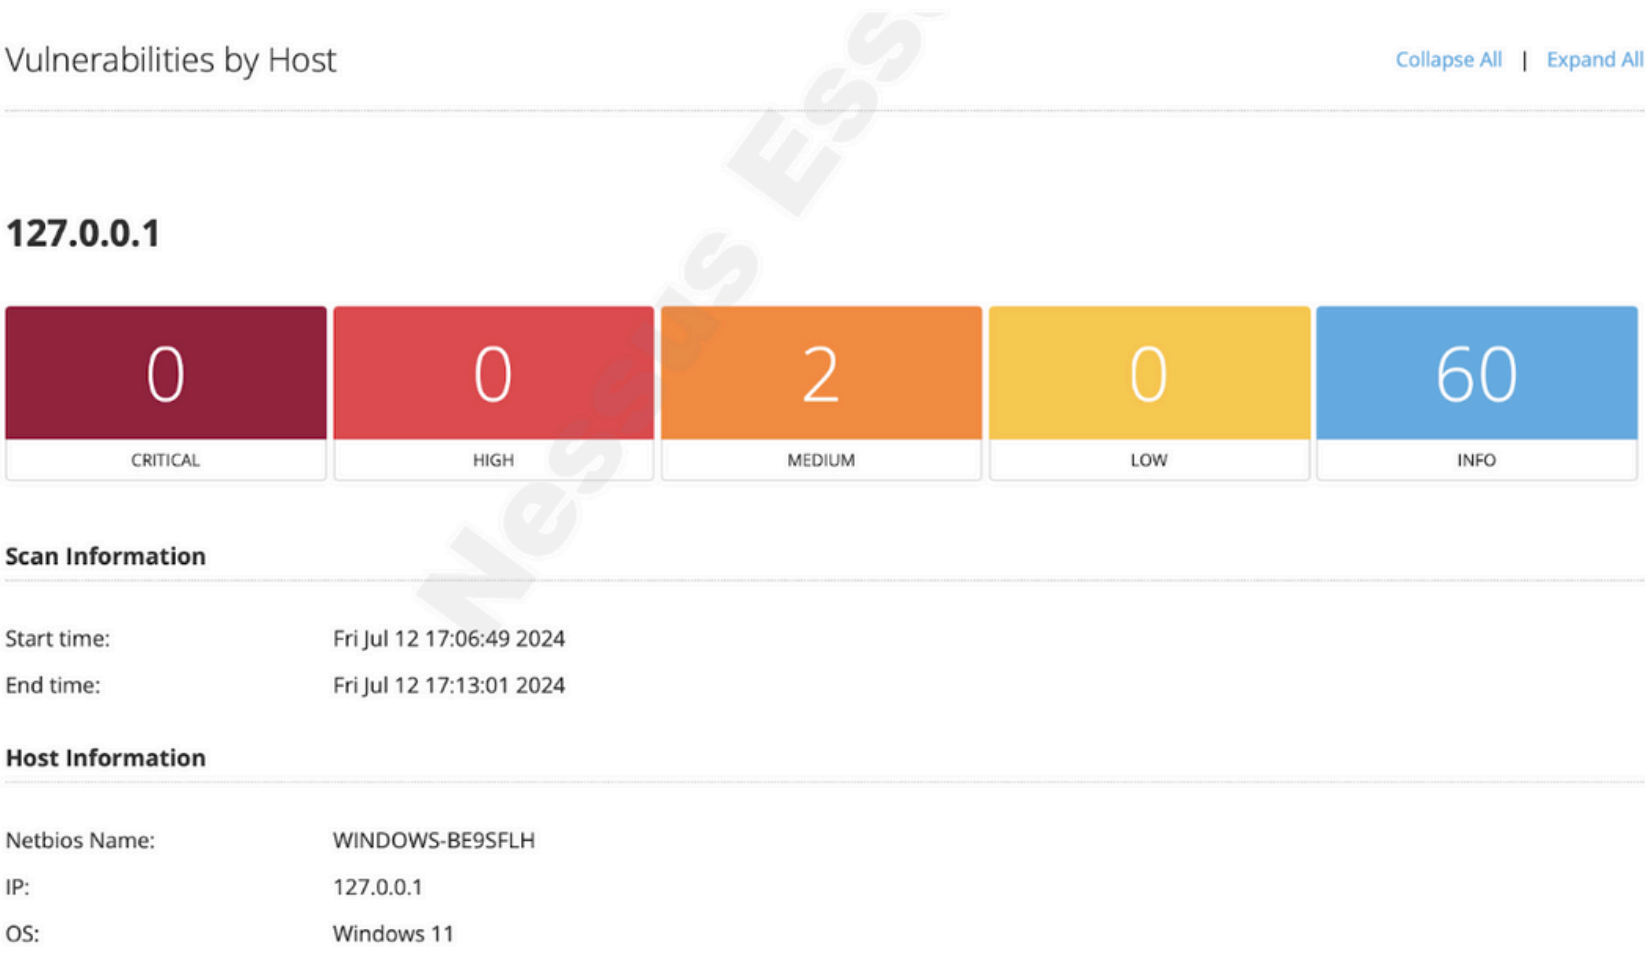 Vulnerabilities by Host
Collapse All | Expand All
127.0.0.1
0 0 2 0 60
CRITICAL HIGH MEDIUM LOW INFO
Scan Information
Start time: Fri Jul 12 17:06:49 2024
End time: Fri Jul 12 17:13:01 2024
Host Information
Netbios Name: WINDOWS-BE9SFLH
IP: 127.0.0.1
OS: Windows 11
Nessus Ess